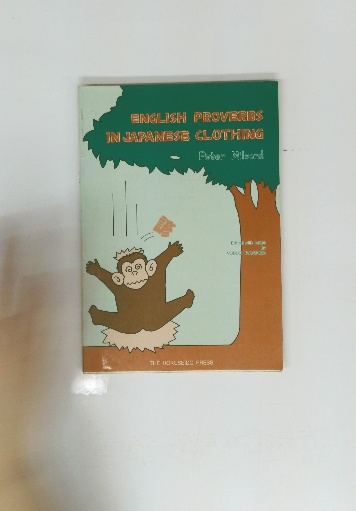 ENGLISH PROVERBS
IN JAPANESE CLOTHING
Peter Milward
THE HOKUSEIDO PRESS